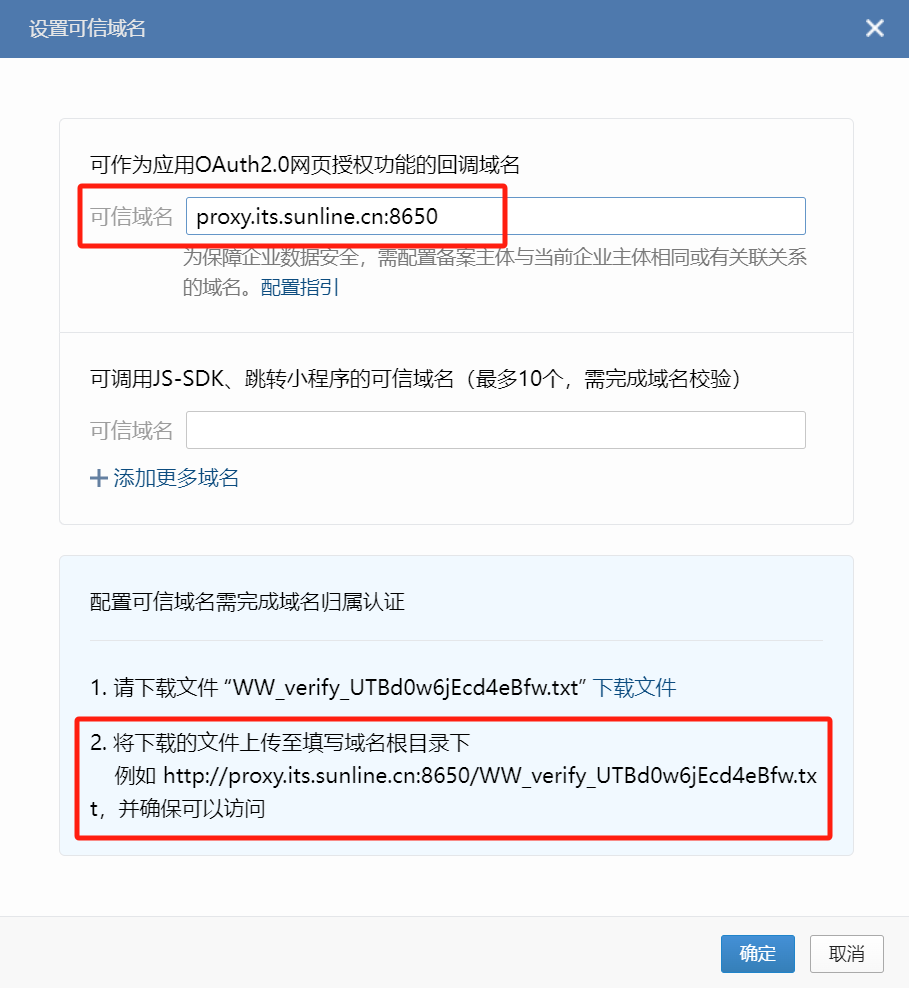 设置可信域名
可作为应用OAuth2.0网页授权功能的回调域名
可信域名 proxy.its.sunline.cn:8650
为保障企业数据安全，需配置备案主体与当前企业主体相同或有关联关系
的域名。配置指引
可调用JS-SDK、跳转小程序的可信域名（最多10个，需完成域名校验）
可信域名
添加更多域名
配置可信域名需完成域名归属认证
1. 请下载文件 “WW_verify_UTBd0w6jEcd4eBfw.txt” 下载文件
2. 将下载的文件上传至填写域名根目录下
例如 http://proxy.its.sunline.cn:8650/WW_verify_UTBd0w6jEcd4eBfw.tx
t，并确保可以访问
确定 取消